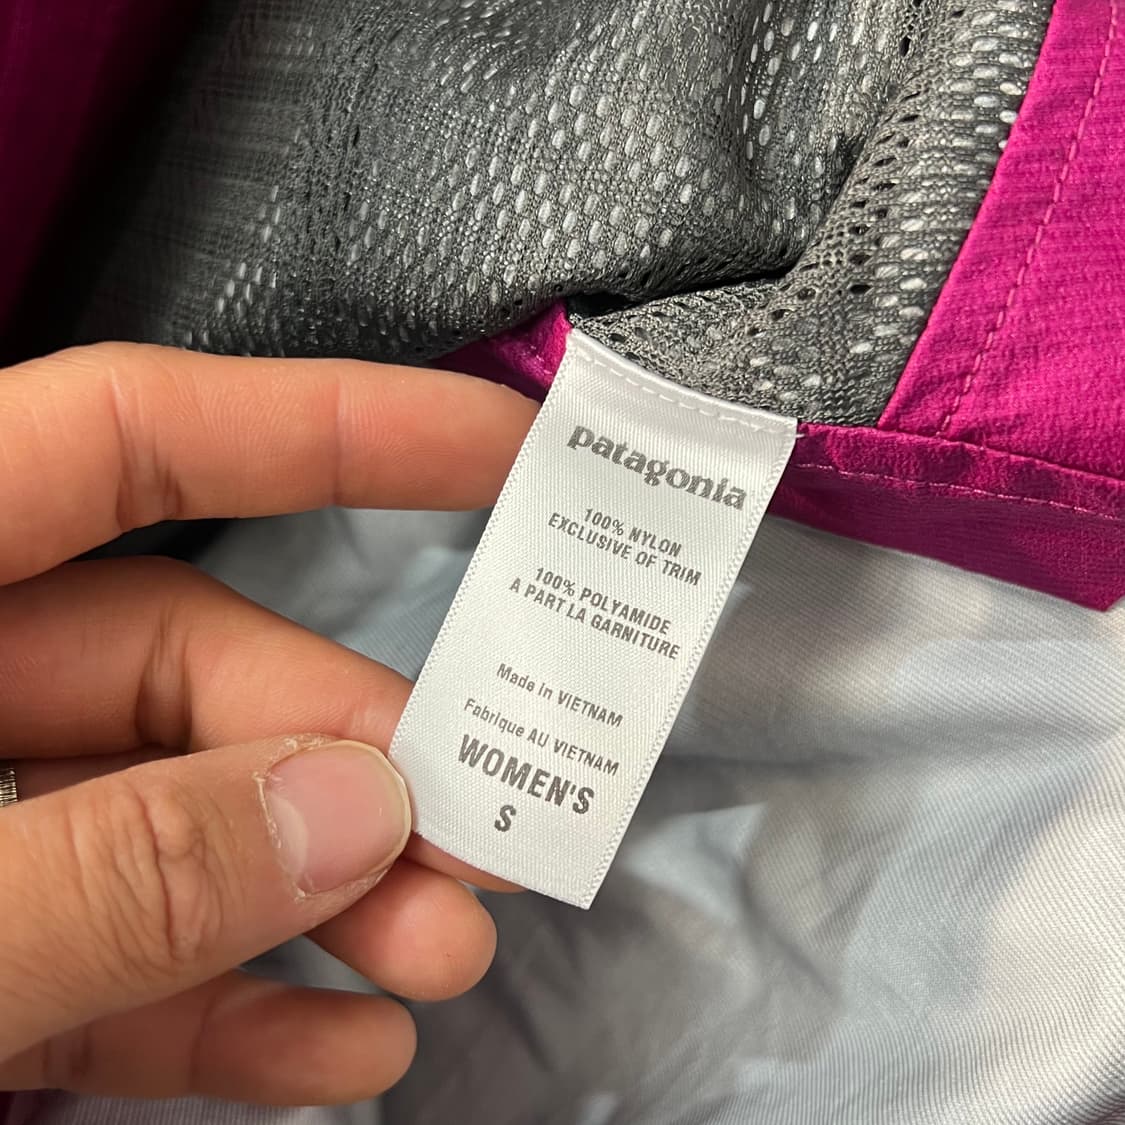 patagonia
100% NYLON
EXCLUSIVE OF TRIM
100% POLYAMIDE
A PART LA GARNITURE
Made in VIETNAM
Fabrique AU VIETNAM
WOMEN'S
S